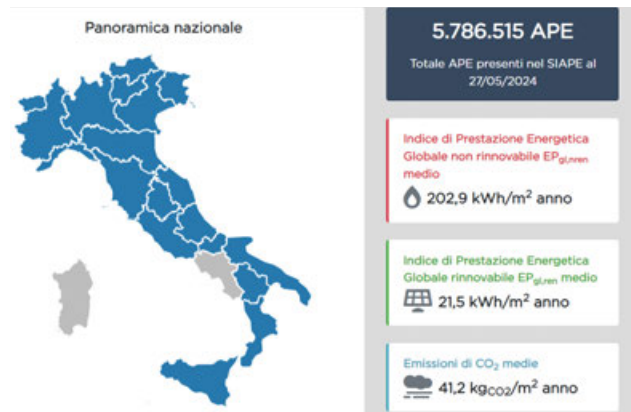 Panoramica nazionale
5.786.515 APE
Totale APE presenti nel SIAPE al
27/05/2024
Indice di Prestazione Energetica
Globale non rinnovabile EPgl,nren
medio
202,9 kWh/m² anno
Indice di Prestazione Energetica
Globale rinnovabile EPgl,ren medio
21,5 kWh/m² anno
Emissioni di CO₂ medie
41,2 kgCO2/m² anno